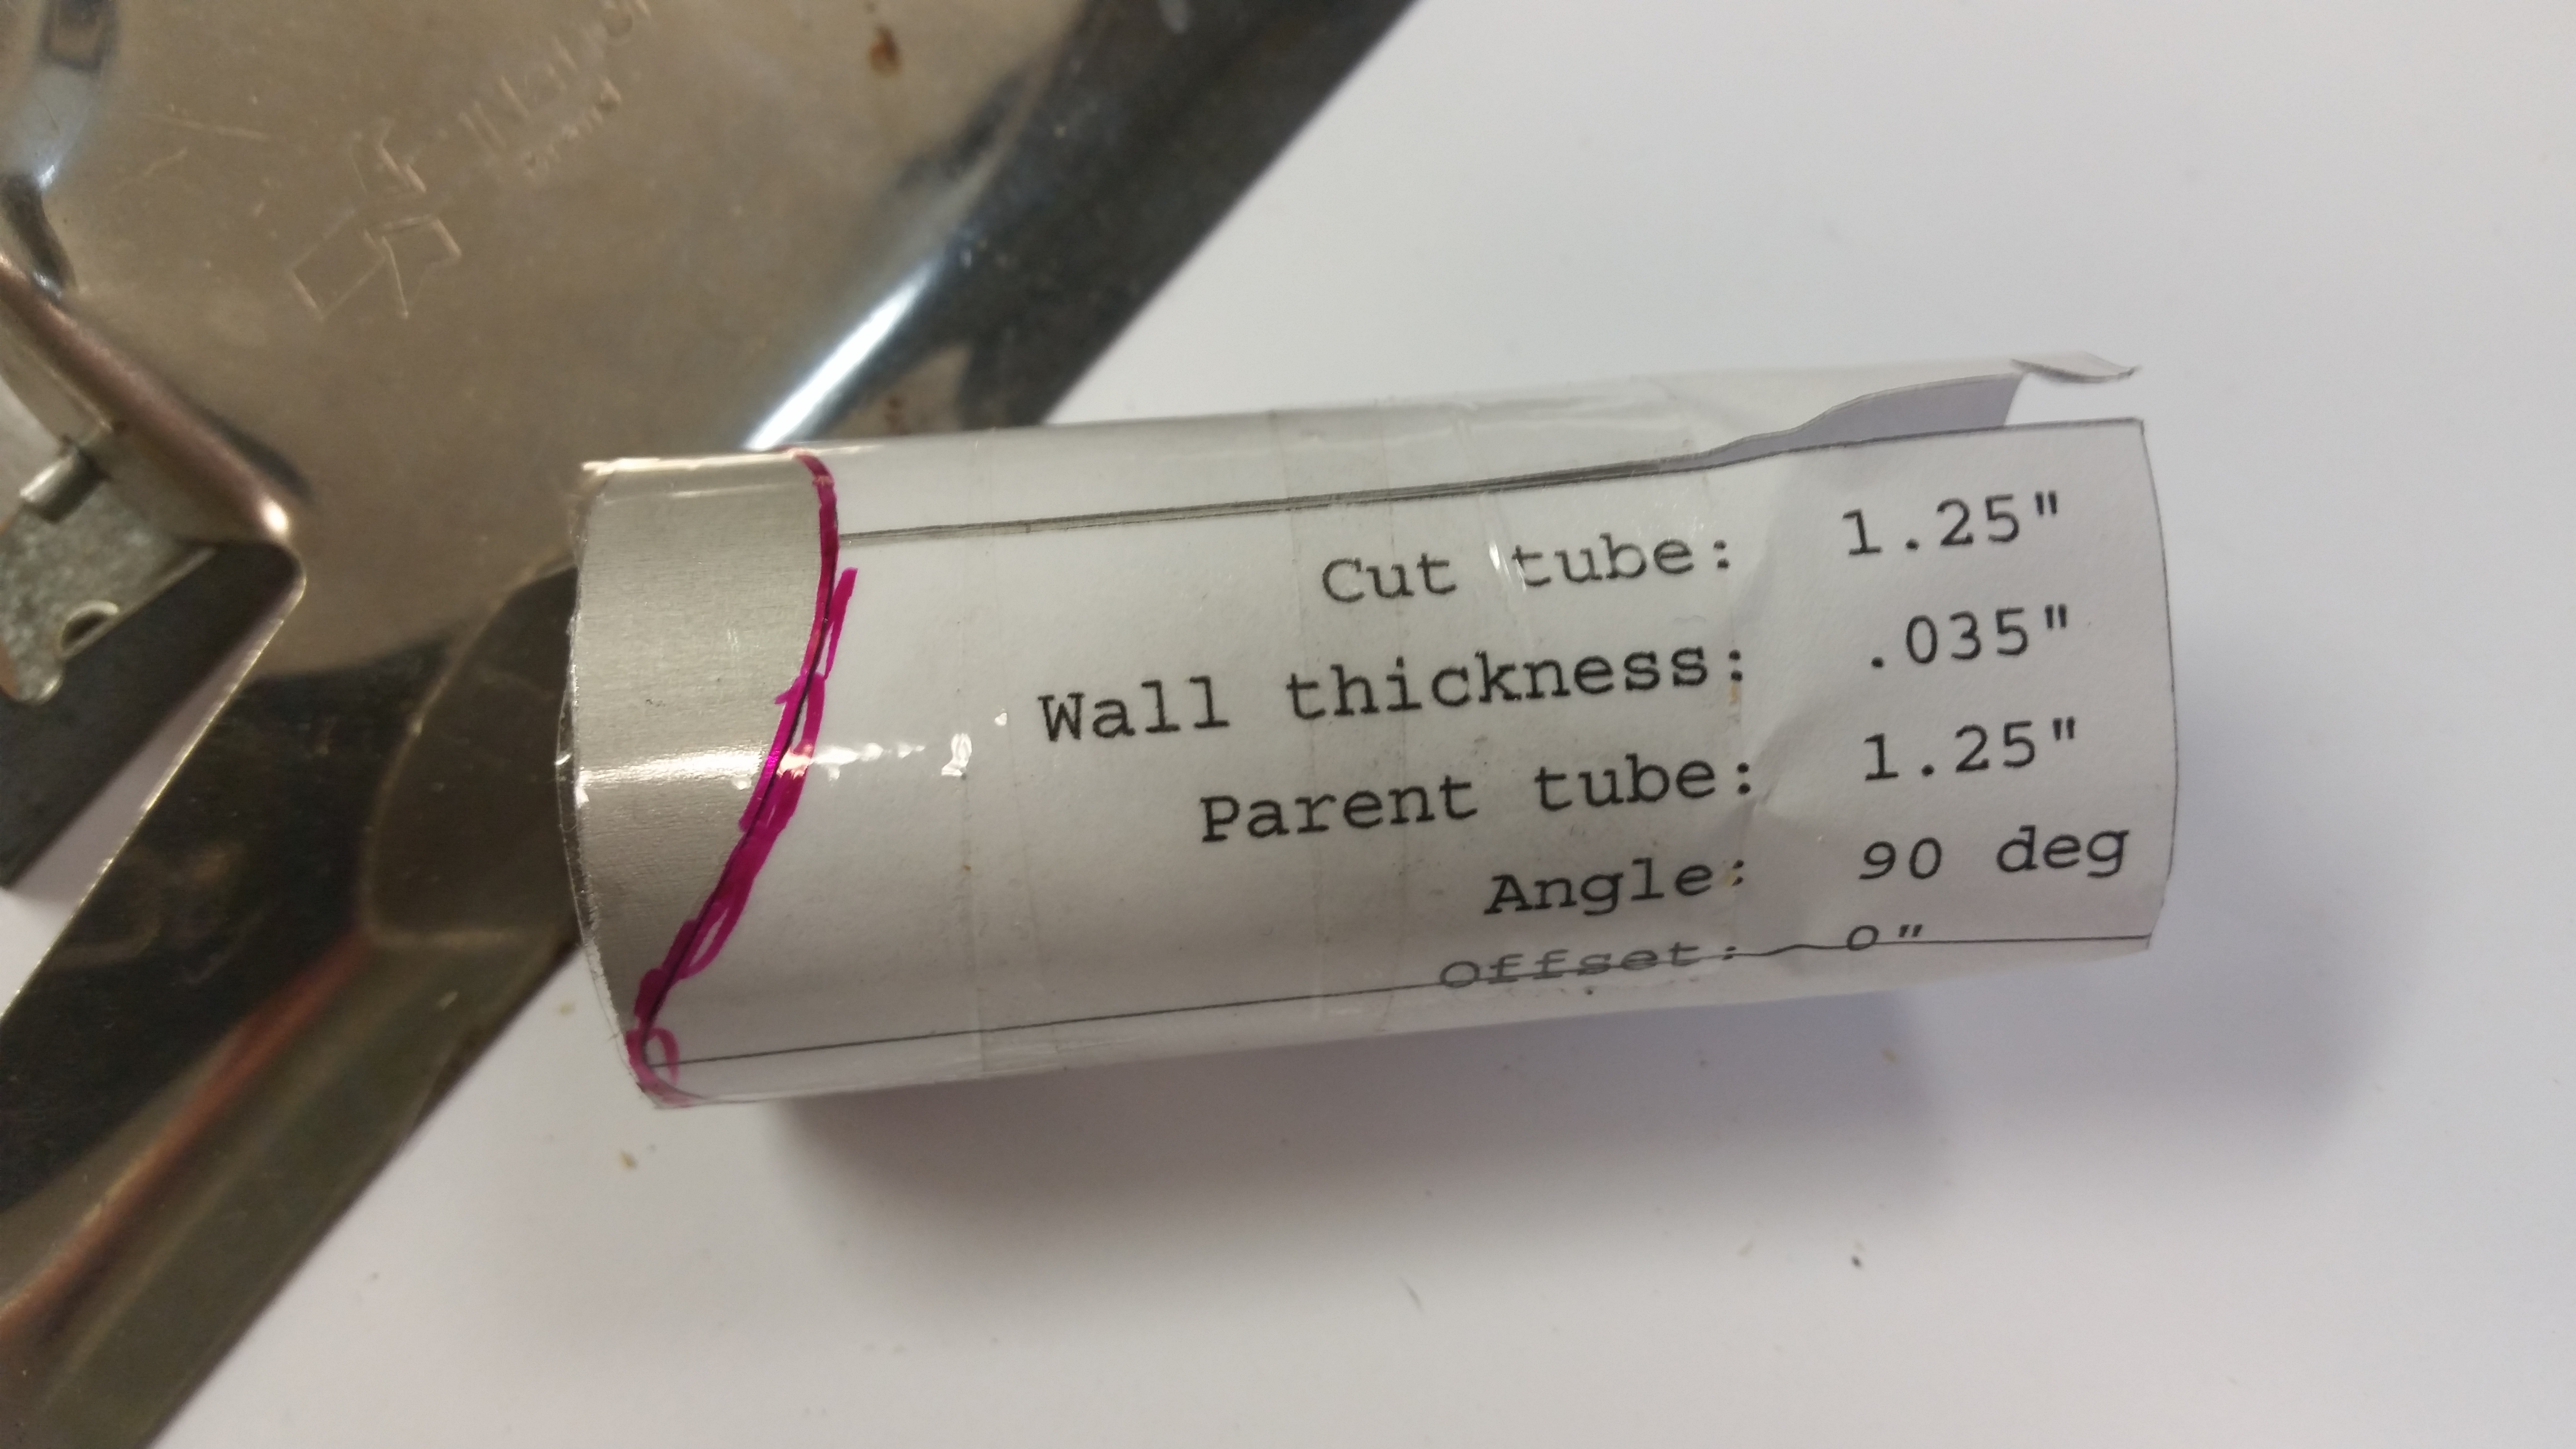 Cut tube: 1.25"
Wall thickness: .035"
Parent tube: 1.25"
Angle: 90 deg
Offset: 0"